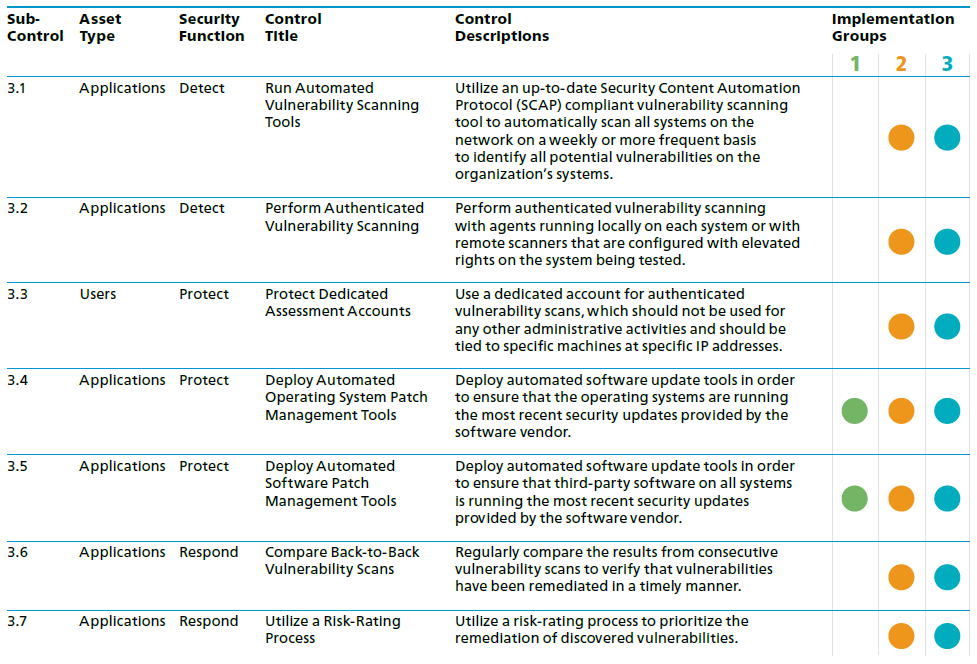 Sub- Asset Security Control Control Implementation
Control Type Function Title Descriptions Groups
1 2 3
3.1 Applications Detect Run Automated Utilize an up-to-date Security Content Automation
Vulnerability Scanning Protocol (SCAP) compliant vulnerability scanning
Tools tool to automatically scan all systems on the
network on a weekly or more frequent basis
to identify all potential vulnerabilities on the
organization's systems.
3.2 Applications Detect Perform Authenticated Perform authenticated vulnerability scanning
Vulnerability Scanning with agents running locally on each system or with
remote scanners that are configured with elevated
rights on the system being tested.
3.3 Users Protect Protect Dedicated Use a dedicated account for authenticated
Assessment Accounts vulnerability scans, which should not be used for
any other administrative activities and should be
tied to specific machines at specific IP addresses.
3.4 Applications Protect Deploy Automated Deploy automated software update tools in order
Operating System Patch to ensure that the operating systems are running
Management Tools the most recent security updates provided by the
software vendor.
3.5 Applications Protect Deploy Automated Deploy automated software update tools in order
Software Patch to ensure that third-party software on all systems
Management Tools is running the most recent security updates
provided by the software vendor.
3.6 Applications Respond Compare Back-to-Back Regularly compare the results from consecutive
Vulnerability Scans vulnerability scans to verify that vulnerabilities
have been remediated in a timely manner.
3.7 Applications Respond Utilize a Risk-Rating Utilize a risk-rating process to prioritize the
Process remediation of discovered vulnerabilities.